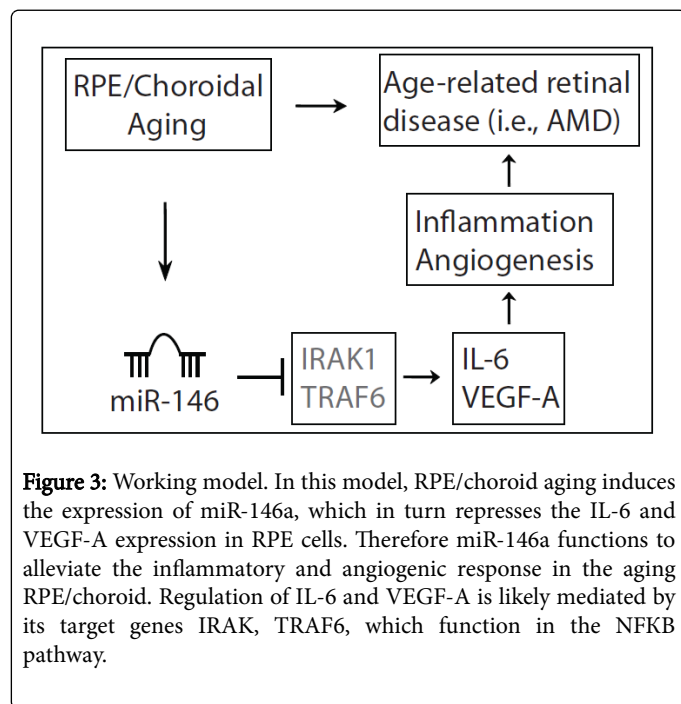 RPE/Choroidal
Aging
Age-related retinal
disease (i.e., AMD)
Inflammation
Angiogenesis
miR-146
IRAK1
TRAF6
IL-6
VEGF-A
Figure 3: Working model. In this model, RPE/choroid aging induces
the expression of miR-146a, which in turn represses the IL-6 and
VEGF-A expression in RPE cells. Therefore miR-146a functions to
alleviate the inflammatory and angiogenic response in the aging
RPE/choroid. Regulation of IL-6 and VEGF-A is likely mediated by
its target genes IRAK, TRAF6, which function in the NFKB
pathway.